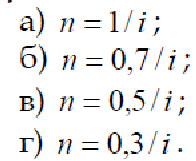 а) n = 1/i;
б) n = 0,7/i;
в) n = 0,5/i;
г) n = 0,3/i.